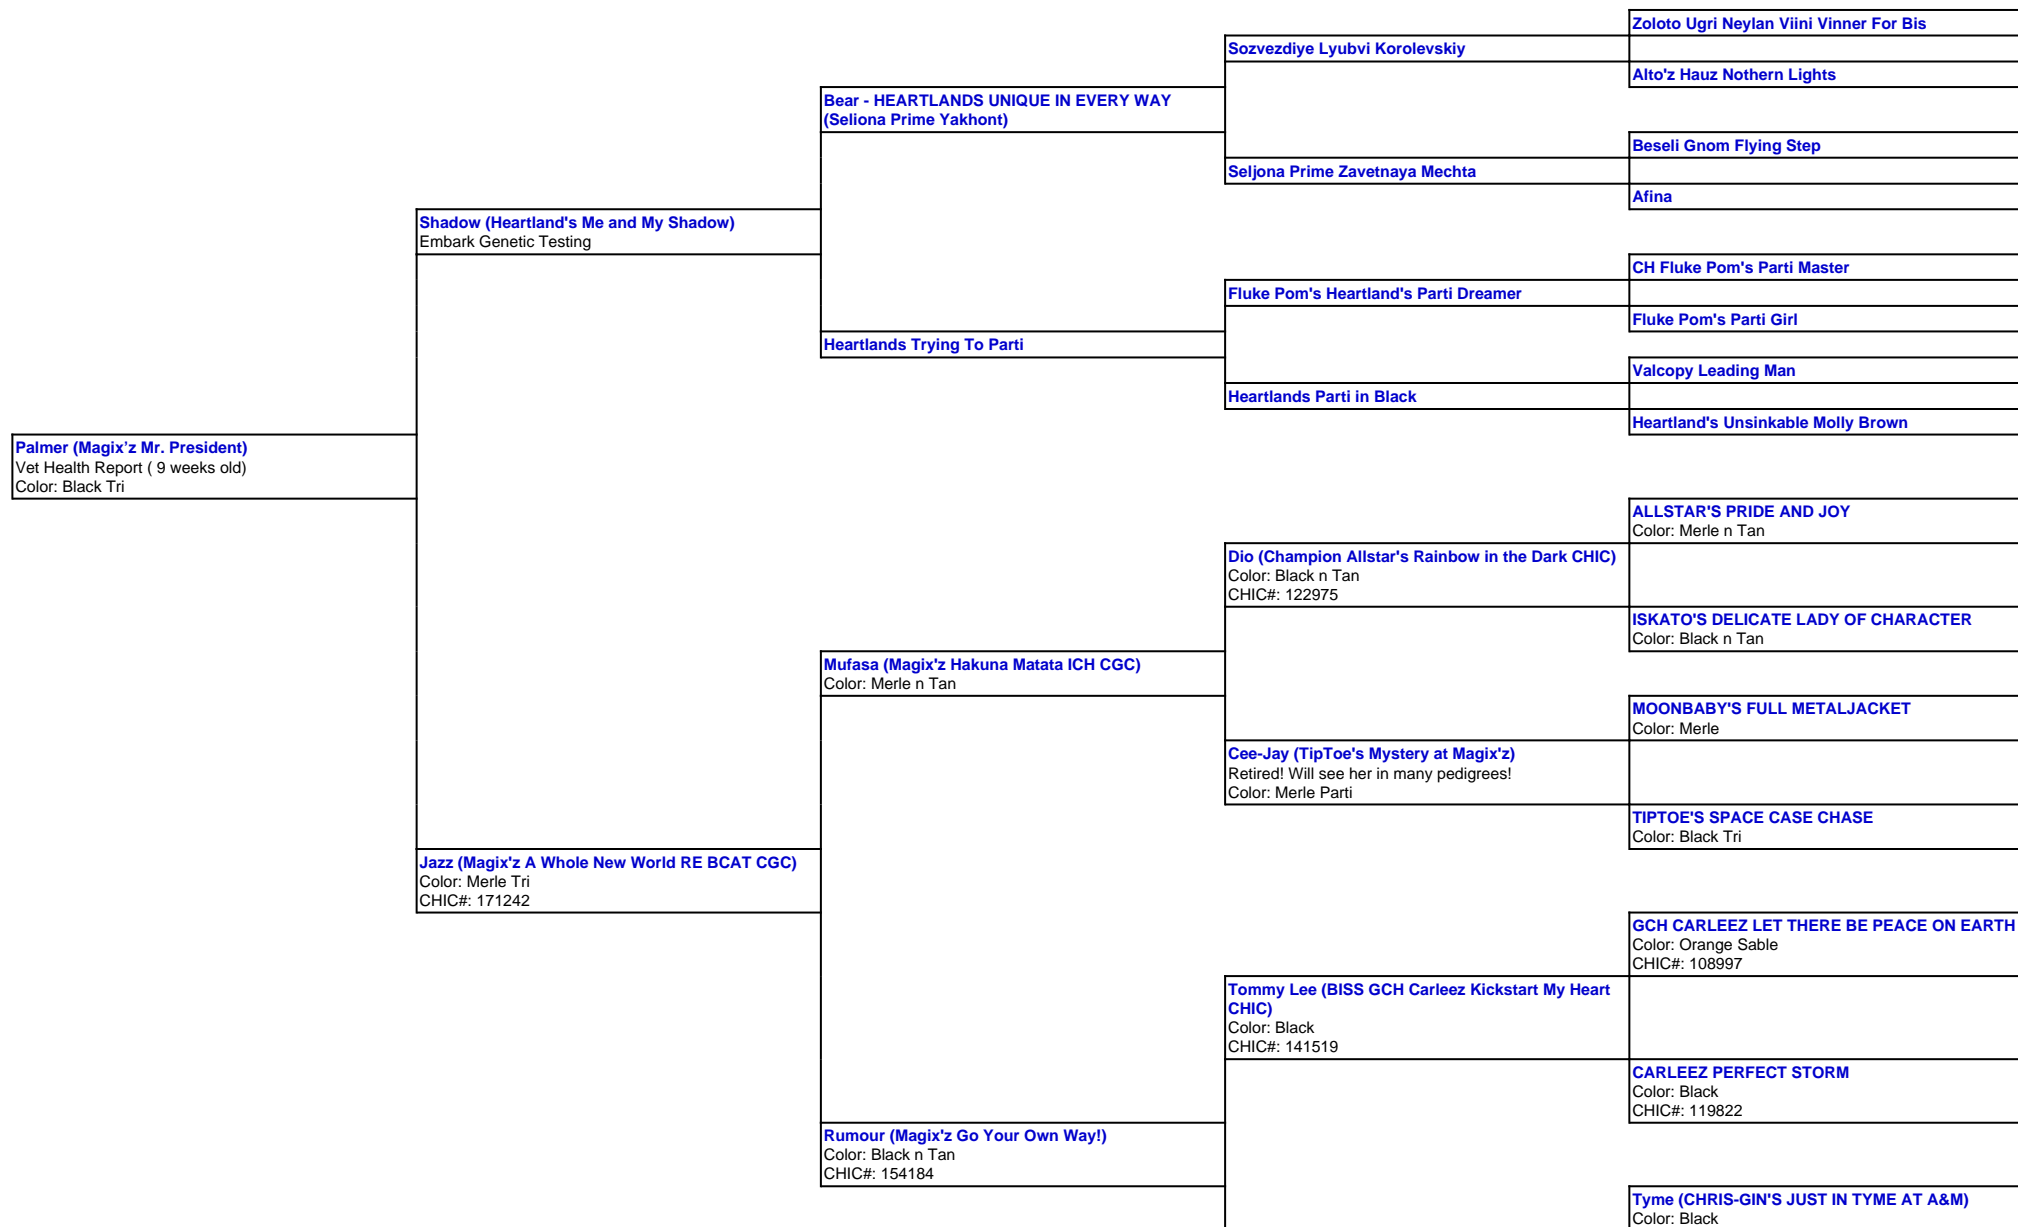 Zoloto Ugri Neylan Viini Vinner For Bis
Sozvezdiye Lyubvi Korolevskiy
Alto'z Hauz Nothern Lights
Bear - HEARTLANDS UNIQUE IN EVERY WAY
(Seliona Prime Yakhont)
Beseli Gnom Flying Step
Seljona Prime Zavetnaya Mechta
Afina
Shadow (Heartland's Me and My Shadow)
Embark Genetic Testing
CH Fluke Pom's Parti Master
Fluke Pom's Heartland's Parti Dreamer
Fluke Pom's Parti Girl
Heartlands Trying To Parti
Valcopy Leading Man
Heartlands Parti in Black
Heartland's Unsinkable Molly Brown
Palmer (Magix’z Mr. President)
Vet Health Report ( 9 weeks old)
Color: Black Tri
ALLSTAR'S PRIDE AND JOY
Color: Merle n Tan
Dio (Champion Allstar's Rainbow in the Dark CHIC)
Color: Black n Tan
CHIC#: 122975
ISKATO'S DELICATE LADY OF CHARACTER
Color: Black n Tan
Mufasa (Magix'z Hakuna Matata ICH CGC)
Color: Merle n Tan
MOONBABY'S FULL METALJACKET
Color: Merle
Cee-Jay (TipToe's Mystery at Magix'z)
Retired! Will see her in many pedigrees!
Color: Merle Parti
TIPTOE'S SPACE CASE CHASE
Color: Black Tri
Jazz (Magix'z A Whole New World RE BCAT CGC)
Color: Merle Tri
CHIC#: 171242
GCH CARLEEZ LET THERE BE PEACE ON EARTH
Color: Orange Sable
CHIC#: 108997
Tommy Lee (BISS GCH Carleez Kickstart My Heart
CHIC)
Color: Black
CHIC#: 141519
CARLEEZ PERFECT STORM
Color: Black
CHIC#: 119822
Rumour (Magix'z Go Your Own Way!)
Color: Black n Tan
CHIC#: 154184
Tyme (CHRIS-GIN'S JUST IN TYME AT A&M)
Color: Black